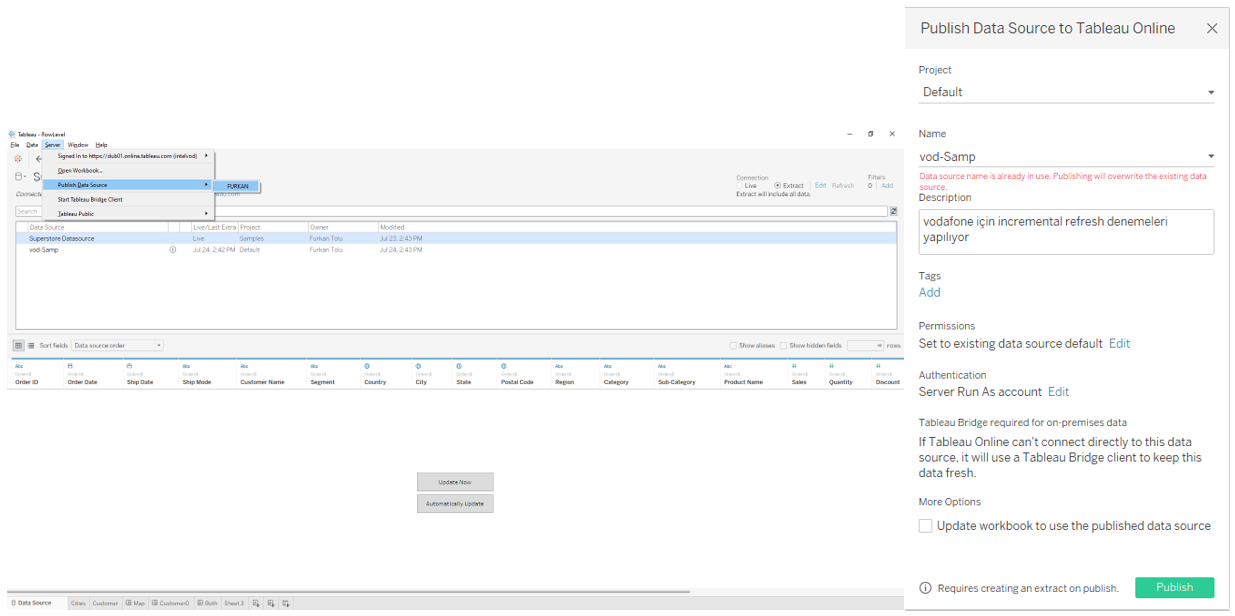 Tableau - RowLevel
File Data Server Window Help
Signed In to https://dub01.online.tableau.com (intelvod)
Open Workbook...
Publish Data Source
FURKAN
Start Tableau Bridge Client
Tableau Public
Connection
Live Extract Edit Refresh
Extract will include all data.
Filters
0 Add
Search
Data Source Live/Last Extra Project Owner Modified
Superstore Datasource Live Samples Furkan Tolu Jul 23, 2:43 PM
vod-Samp Jul 24, 2:42 PM Default Furkan Tolu Jul 24, 2:43 PM
Sort fields Data source order Show aliases Show hidden fields rows
Abc Abc Abc Abc Abc Abc Abc Abc
Order ID Order Date Ship Date Ship Mode Customer Name Segment Country City State Postal Code Region Category Sub-Category Product Name Sales Quantity Discount
Update Now
Automatically Update
Data Source Cities Customer Map CustomerO Both Sheet 3
Publish Data Source to Tableau Online
Project
Default
Name
vod-Samp
Data source name is already in use. Publishing will overwrite the existing data
source.
Description
vodafone için incremental refresh denemeleri
yapılıyor
Tags
Add
Permissions
Set to existing data source default Edit
Authentication
Server Run As account Edit
Tableau Bridge required for on-premises data
If Tableau Online can't connect directly to this data
source, it will use a Tableau Bridge client to keep this
data fresh.
More Options
Update workbook to use the published data source
Requires creating an extract on publish.
Publish